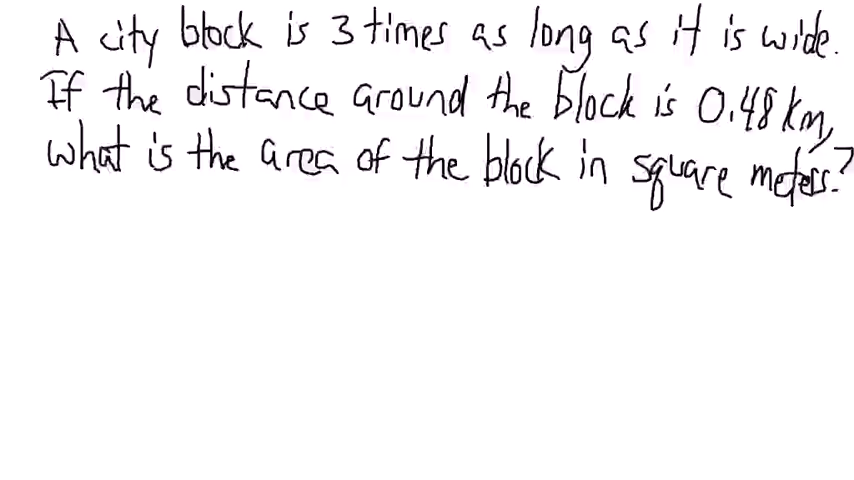 A city block is 3 times as long as it is wide.
If the distance around the block is 0.48 km,
what is the area of the block in square meters?